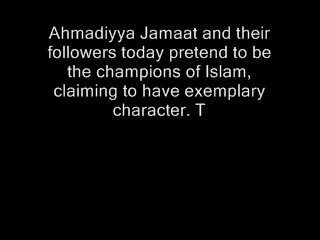 Ahmadiyya Jamaat and their
followers today pretend to be
the champions of Islam,
claiming to have exemplary
character. T